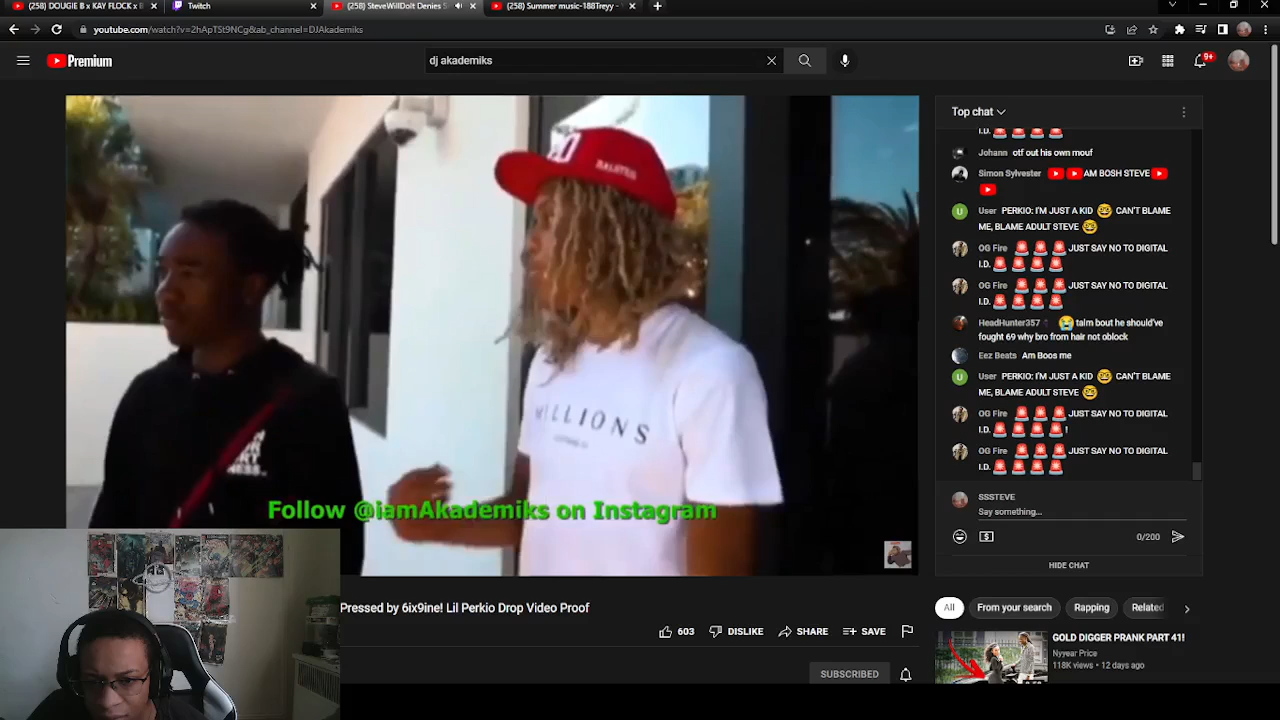 (258) DOUGIE B x KAY FLOCK x B
Twitch
(258) SteveWillDoIt Denies S
(258) Summer music-188Treyy -
youtube.com/watch?v=2hApT5t9NCg&ab_channel=DJAkademiks
Premium
dj akademiks
9+
Top chat
I.D.
Johann otf out his own mouf
Simon Sylvester AM BOSH STEVE
User PERKIO: I'M JUST A KID CAN'T BLAME
ME, BLAME ADULT STEVE
OG Fire JUST SAY NO TO DIGITAL
I.D.
OG Fire JUST SAY NO TO DIGITAL
I.D.
HeadHunter357 talm bout he should've
fought 69 why bro from hair not oblock
Eez Beats Am Boos me
User PERKIO: I'M JUST A KID CAN'T BLAME
ME, BLAME ADULT STEVE
OG Fire JUST SAY NO TO DIGITAL
I.D. !
OG Fire JUST SAY NO TO DIGITAL
I.D.
SSSTEVE
Say something...
0/200
HIDE CHAT
MILLIONS
Follow @iamAkademiks on Instagram
Pressed by 6ix9ine! Lil Perkio Drop Video Proof
603 DISLIKE SHARE SAVE
SUBSCRIBED
All From your search Rapping Related
GOLD DIGGER PRANK PART 41!
Nyyear Price
118K views • 12 days ago